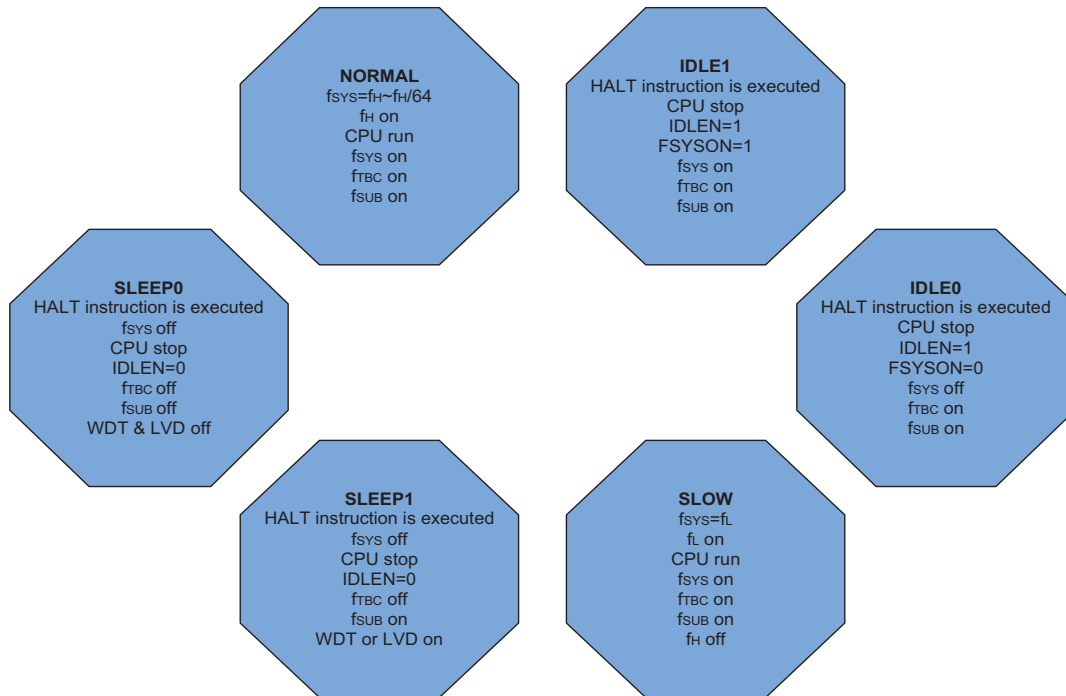 NORMAL
fSYS=fH~fH/64
fH on
CPU run
fSYS on
fTBC on
fSUB on
IDLE1
HALT instruction is executed
CPU stop
IDLEN=1
FSYSON=1
fSYS on
fTBC on
fSUB on
SLEEP0
HALT instruction is executed
fSYS off
CPU stop
IDLEN=0
fTBC off
fSUB off
WDT & LVD off
IDLE0
HALT instruction is executed
CPU stop
IDLEN=1
FSYSON=0
fSYS off
fTBC on
fSUB on
SLEEP1
HALT instruction is executed
fSYS off
CPU stop
IDLEN=0
fTBC off
fSUB on
WDT or LVD on
SLOW
fSYS=fL
fL on
CPU run
fSYS on
fTBC on
fSUB on
fH off